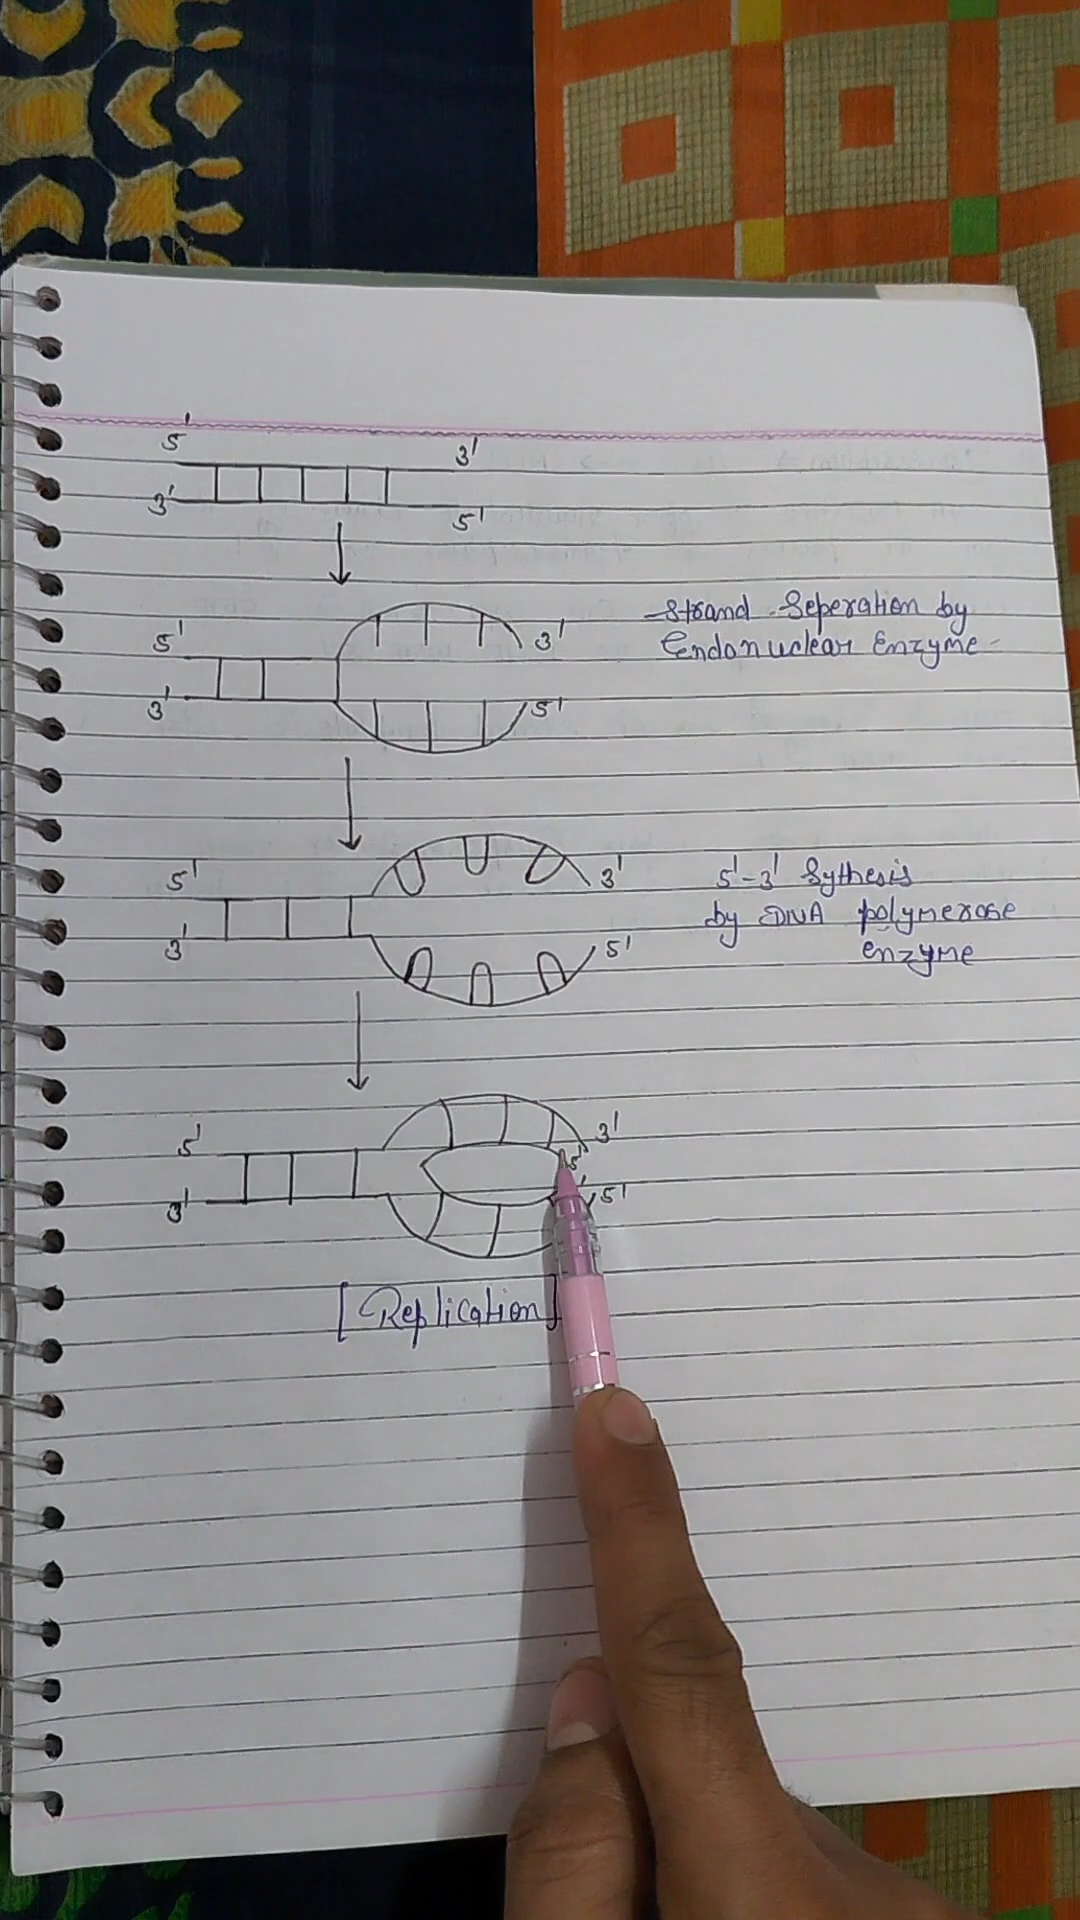 5' 3'
3' 5'
5' 3'
3' 5'
Strand Seperation by
Endonuclear Enzyme
5' 3'
3' 5'
5'-3' Sythesis
by DNA polymerase
enzyme
5' 3'
5'
3' 5'
[Replication]